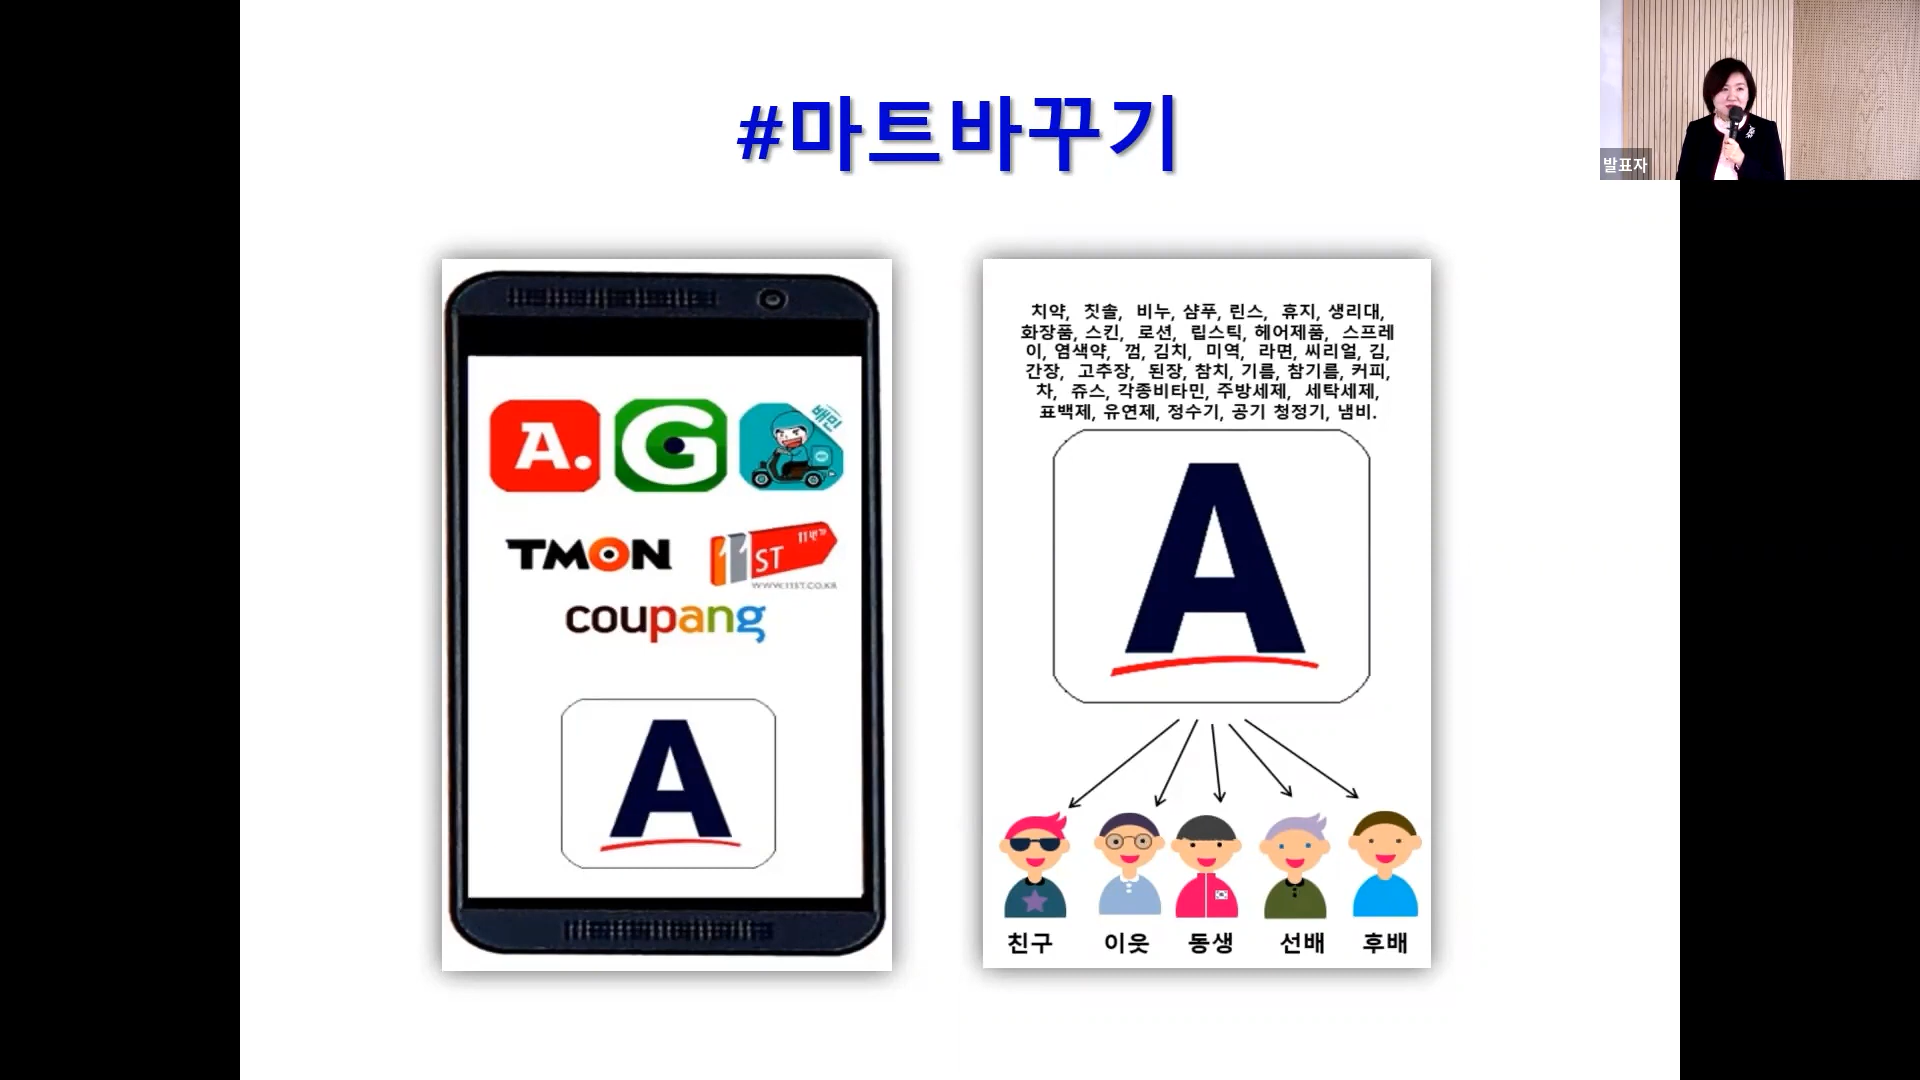 #마트바꾸기
발표자
A.
G
배민
TMON
11ST
11번가
WWW.11ST.CO.KR
coupang
A
치약, 칫솔, 비누, 샴푸, 린스, 휴지, 생리대,
화장품, 스킨, 로션, 립스틱, 헤어제품, 스프레
이, 염색약, 껌, 김치, 미역, 라면, 씨리얼, 김,
간장, 고추장, 된장, 참치, 기름, 참기름, 커피,
차, 쥬스, 각종비타민, 주방세제, 세탁세제,
표백제, 유연제, 정수기, 공기 청정기, 냄비.
A
친구 이웃 동생 선배 후배